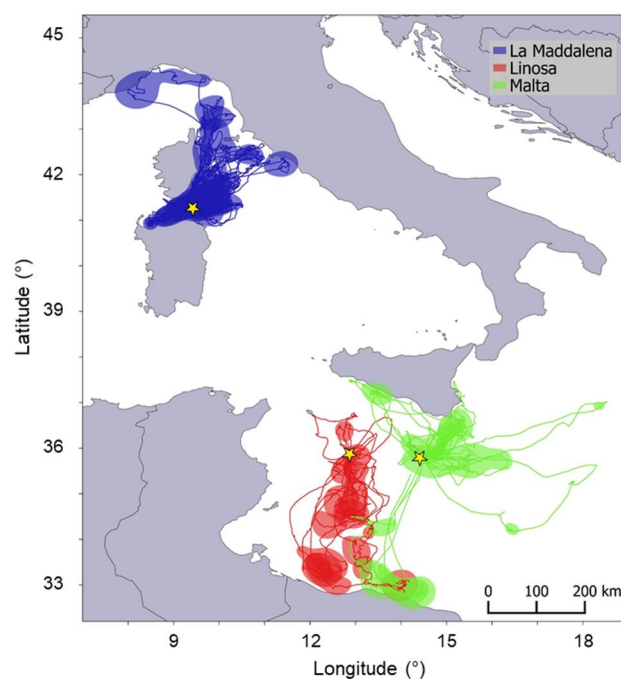 45
La Maddalena
Linosa
Malta
42
Latitude (°)
39
36
33
0 100 200 km
9 12 15 18
Longitude (°)